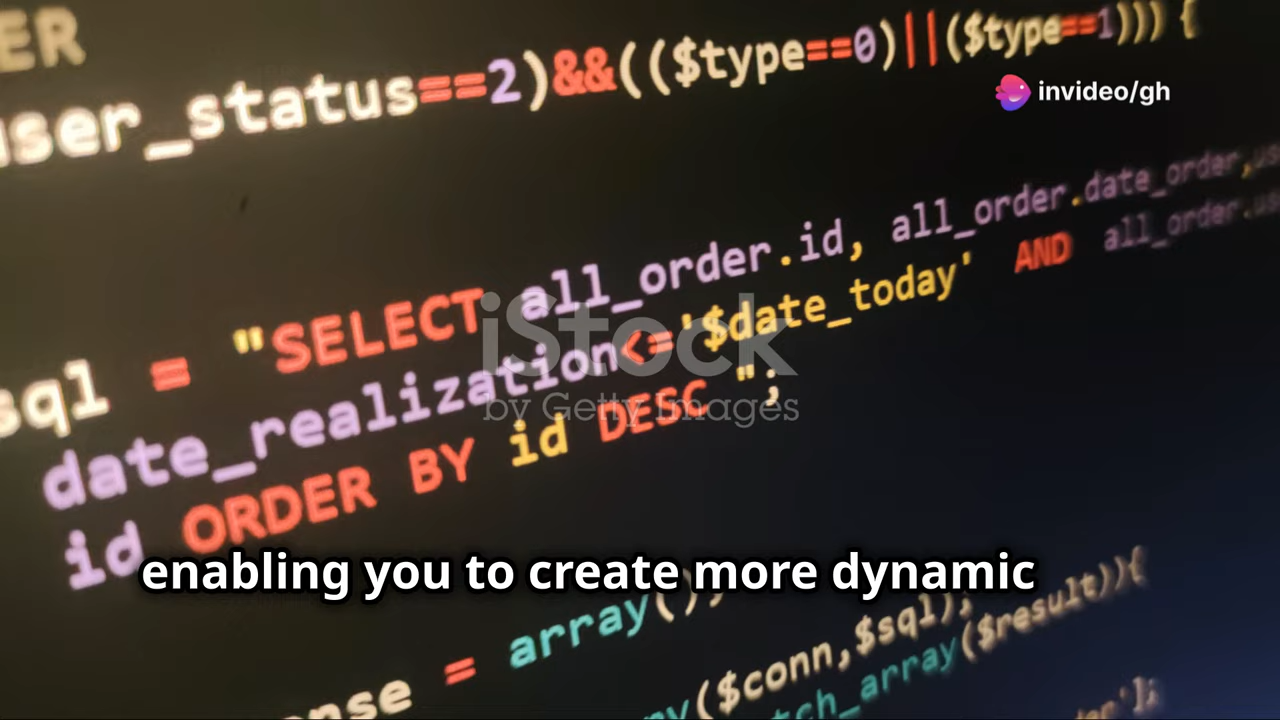 ER
user_status==2)&&(($type==0)||($type==1))) {
invideo/gh
sql = "SELECT all_order.id, all_order.date_order,us
date_realization<='$date_today' AND all_order.us
id ORDER BY id DESC ";
iStock
by Getty Images
enabling you to create more dynamic
= array();
($conn,$sql);
($result)){